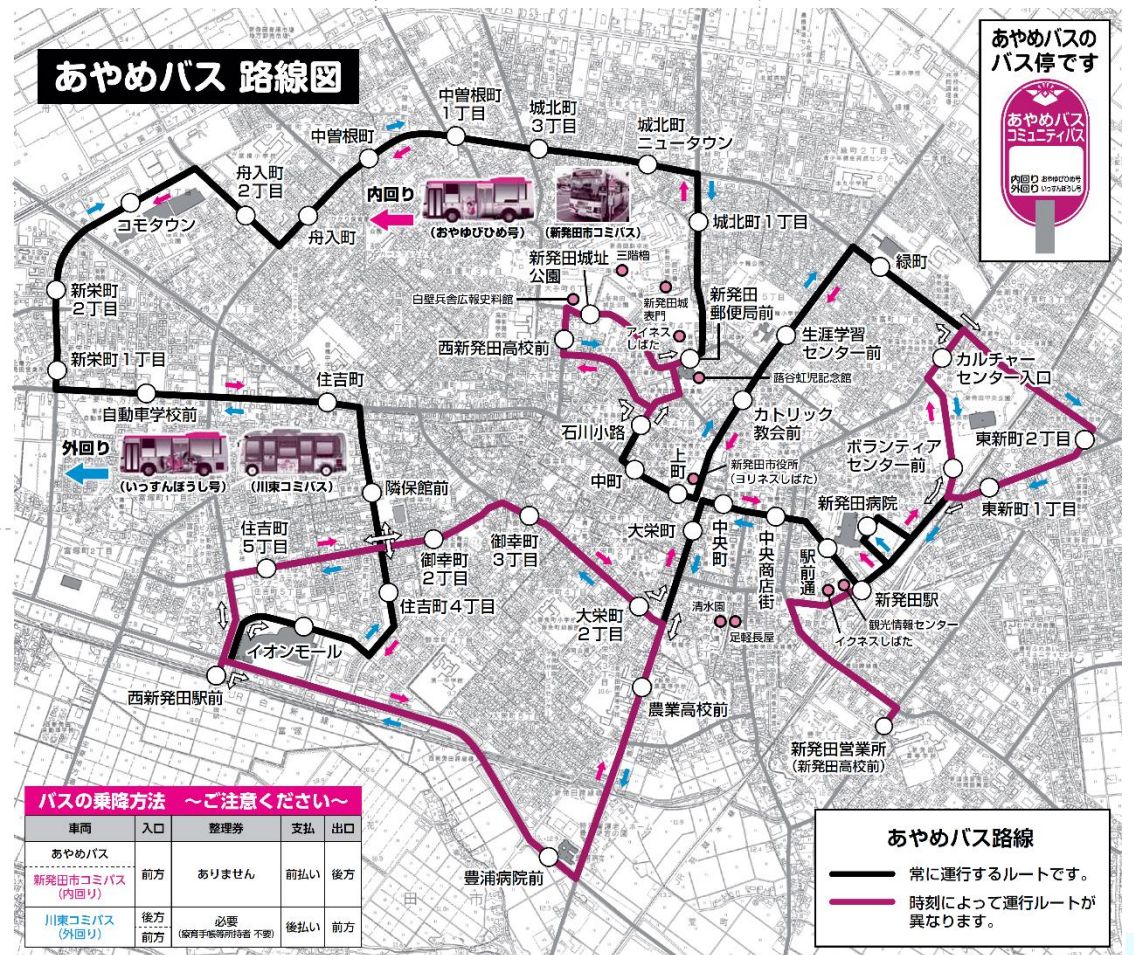 あやめバス 路線図
あやめバスの
バス停です
あやめバス
コミュニティバス
内回り おやゆびひめ号
外回り いっすんぼうし号
中曽根町
1丁目
城北町
3丁目
城北町
ニュータウン
中曽根町
舟入町
2丁目
コモタウン
舟入町
内回り
(おやゆびひめ号)
(新発田市コミバス)
城北町1丁目
新栄町
2丁目
新発田城址
公園
三階櫓
白壁兵舎広報史料館
新発田城
表門
新発田
郵便局前
アイネス
しばた
西新発田高校前
蕗谷虹児記念館
緑町
生涯学習
センター前
カルチャー
センター入口
新栄町1丁目
自動車学校前
住吉町
石川小路
カトリック
教会前
東新町2丁目
外回り
(いっすんぼうし号)
(川東コミバス)
中町
上町
新発田市役所
(ヨリネスしばた)
ボランティア
センター前
新発田病院
東新町1丁目
隣保館前
住吉町
5丁目
御幸町
2丁目
御幸町
3丁目
大栄町
中央町
中央商店街
駅前通
新発田駅
観光情報センター
イクネスしばた
住吉町4丁目
大栄町
2丁目
清水園
足軽長屋
イオンモール
西新発田駅前
農業高校前
新発田営業所
(新発田高校前)
豊浦病院前
バスの乗降方法 ～ご注意ください～
車両 入口 整理券 支払 出口
あやめバス
新発田市コミバス
(内回り)
前方 ありません 前払い 後方
川東コミバス
(外回り)
後方
前方
必要
(療育手帳等所持者 不要)
後払い 前方
あやめバス路線
常に運行するルートです。
時刻によって運行ルートが
異なります。